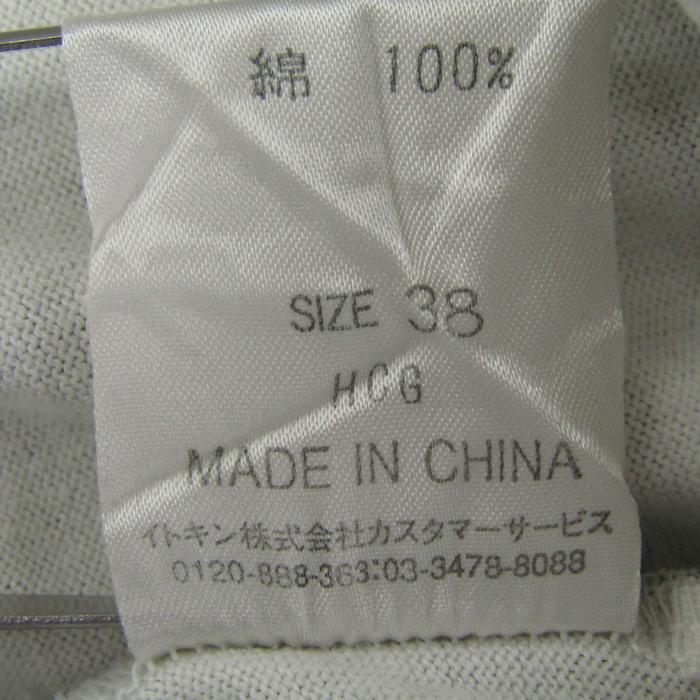 綿 100%
SIZE 38
HCG
MADE IN CHINA
イトキン株式会社カスタマーサービス
0120-888-363:03-3478-8088